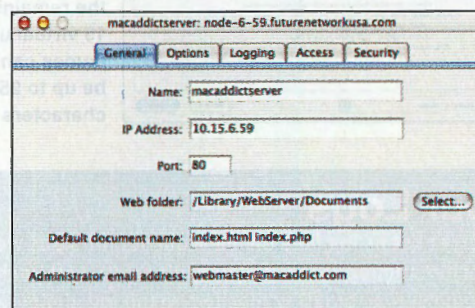 macaddictserver: node-6-59.futurenetworkusa.com
General Options Logging Access Security
Name: macaddictserver
IP Address: 10.15.6.59
Port: 80
Web folder: /Library/WebServer/Documents Select...
Default document name: index.html index.php
Administrator email address: webmaster@macaddict.com